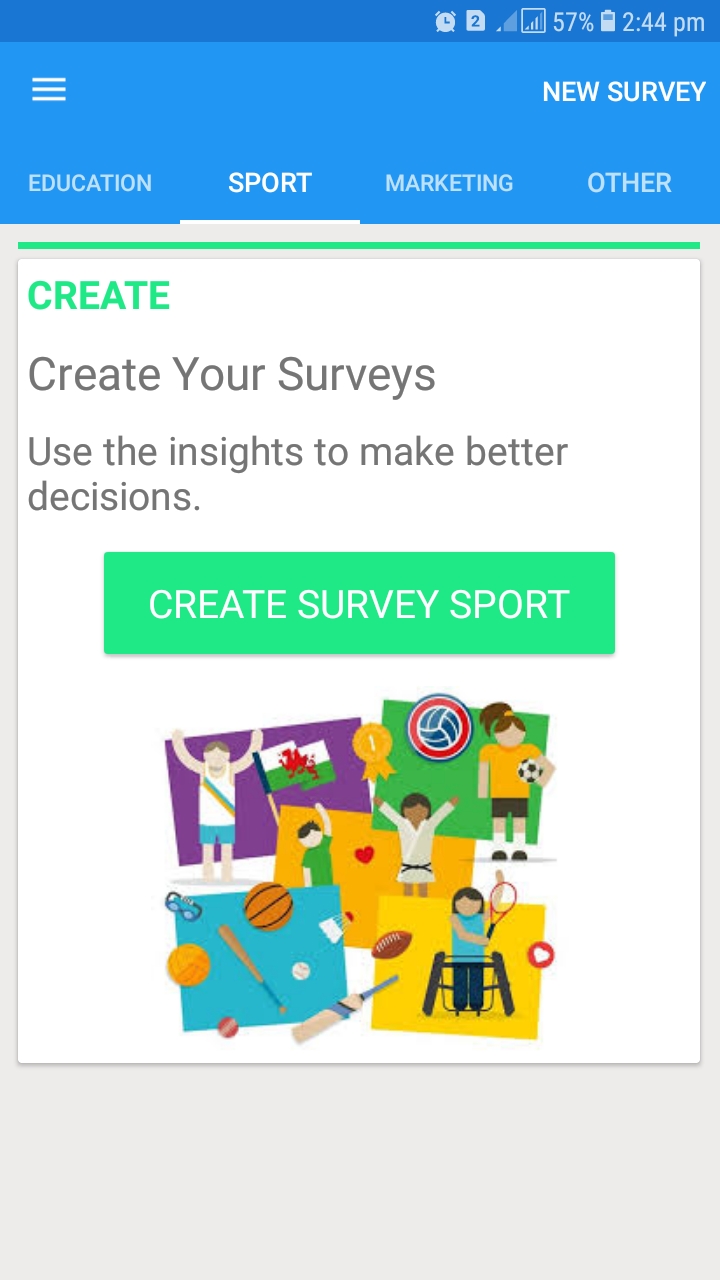 2 57% 2:44 pm
NEW SURVEY
EDUCATION SPORT MARKETING OTHER
CREATE
Create Your Surveys
Use the insights to make better
decisions.
CREATE SURVEY SPORT
1